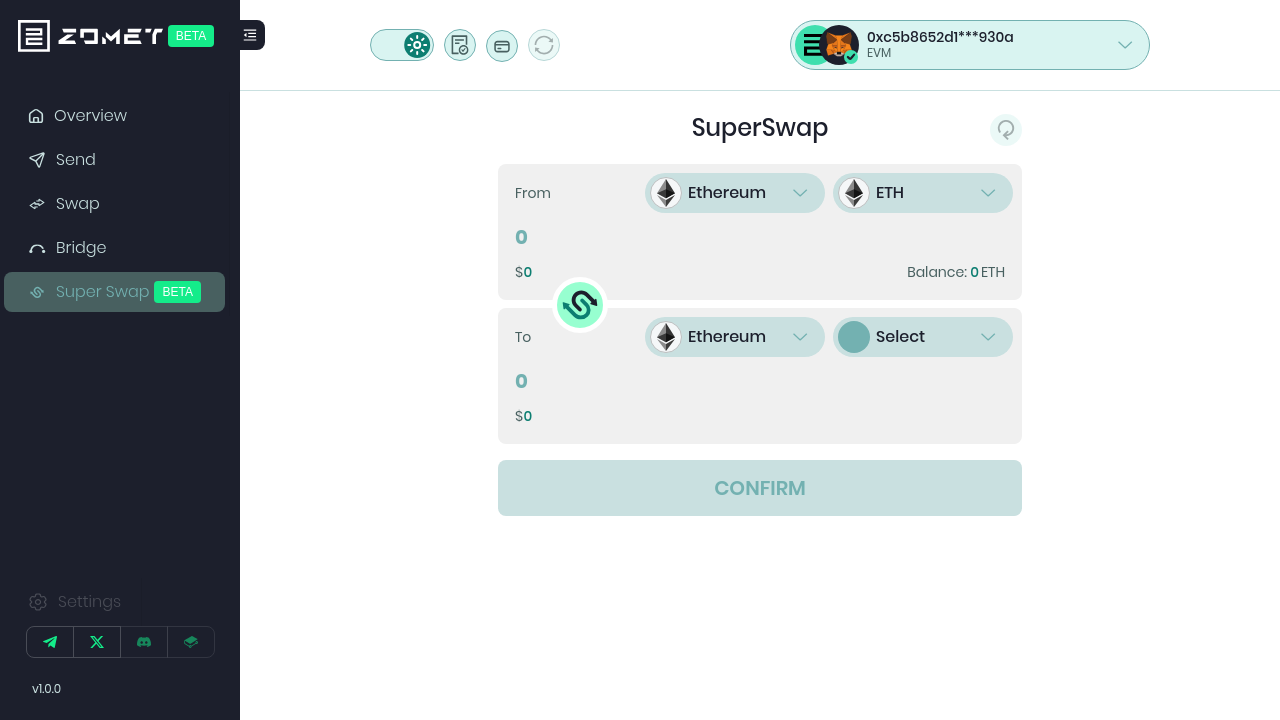 ZOMET BETA
Overview
Send
Swap
Bridge
Super Swap BETA
Settings
v1.0.0
0xc5b8652d1***930a
EVM
SuperSwap
From Ethereum ETH
0
$0 Balance: 0 ETH
To Ethereum Select
0
$0
CONFIRM